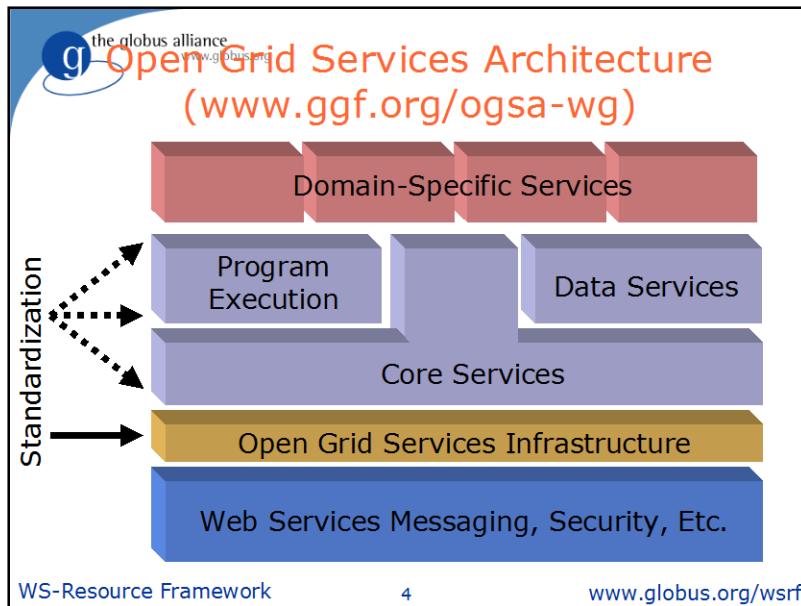 the globus alliance
www.globus.org
g
Open Grid Services Architecture
(www.ggf.org/ogsa-wg)
Domain-Specific Services
Standardization
Program
Execution
Data Services
Core Services
Open Grid Services Infrastructure
Web Services Messaging, Security, Etc.
WS-Resource Framework
4
www.globus.org/wsrf